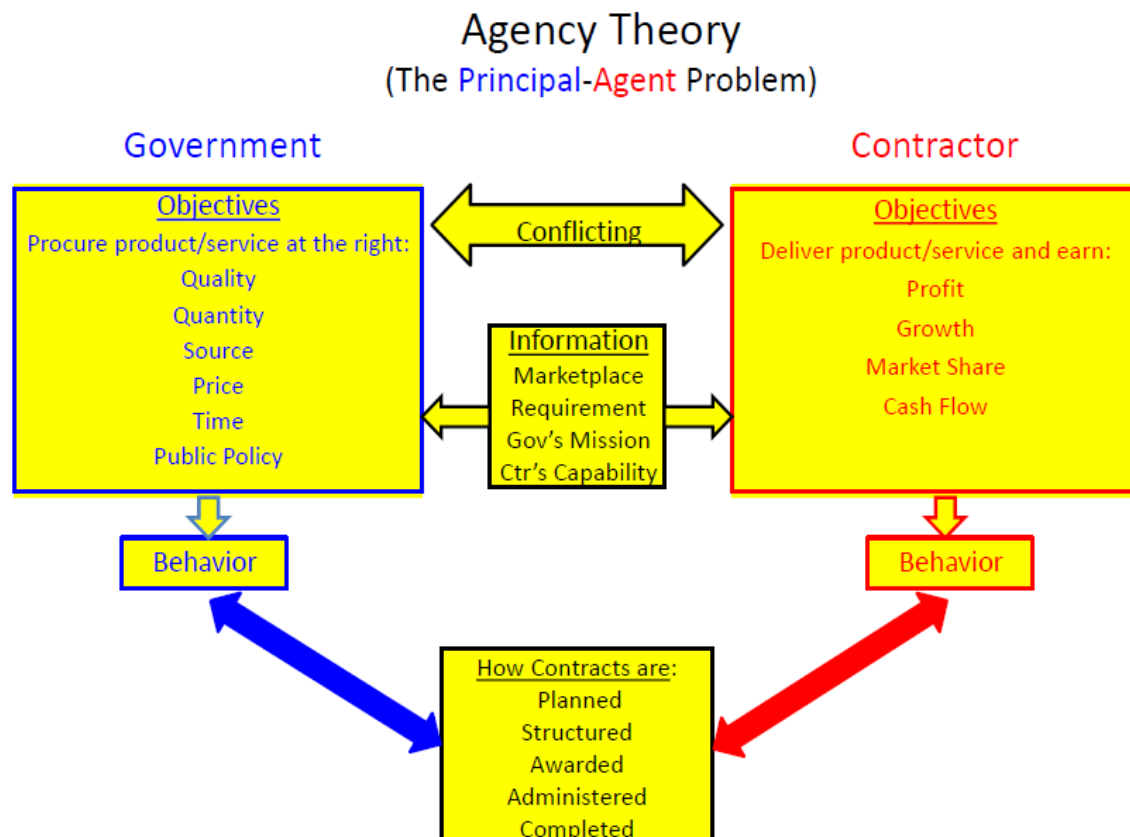 Agency Theory
(The Principal-Agent Problem)
Government
Contractor
Objectives
Procure product/service at the right:
Quality
Quantity
Source
Price
Time
Public Policy
Conflicting
Objectives
Deliver product/service and earn:
Profit
Growth
Market Share
Cash Flow
Information
Marketplace
Requirement
Gov's Mission
Ctr's Capability
Behavior
Behavior
How Contracts are:
Planned
Structured
Awarded
Administered
Completed